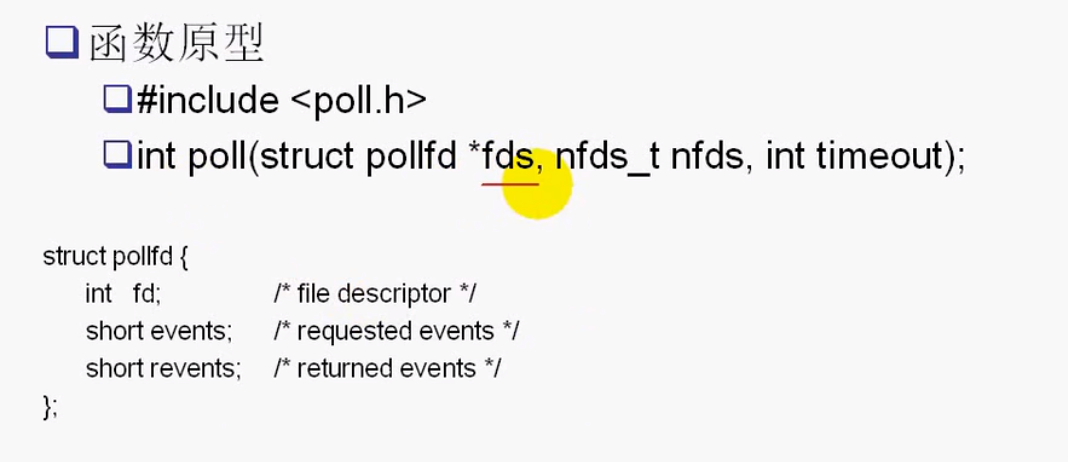 函数原型
#include <poll.h>
int poll(struct pollfd *fds, nfds_t nfds, int timeout);
struct pollfd {
int fd; /* file descriptor */
short events; /* requested events */
short revents; /* returned events */
};